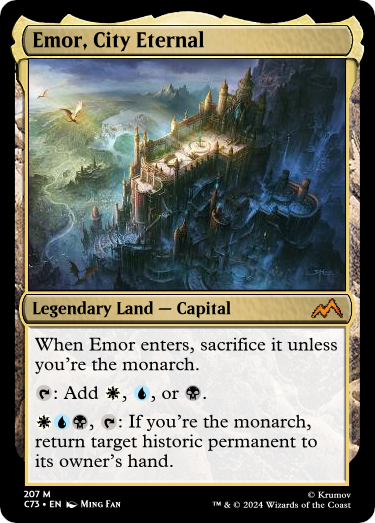 Emor, City Eternal
Legendary Land — Capital
When Emor enters, sacrifice it unless
you're the monarch.
: Add , , or .
, : If you're the monarch,
return target historic permanent to
its owner's hand.
207 M
© Krumov
C73 • EN Ming Fan
™ & © 2024 Wizards of the Coast